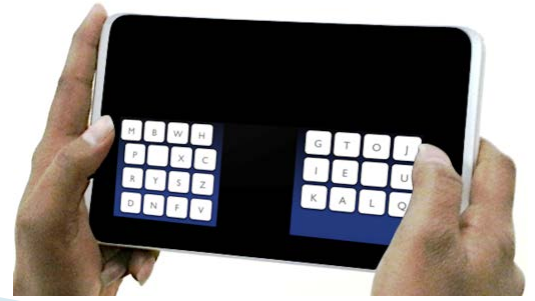 M B W H
P X C
R Y S Z
D N F V
G T O J
I E U
K A L Q